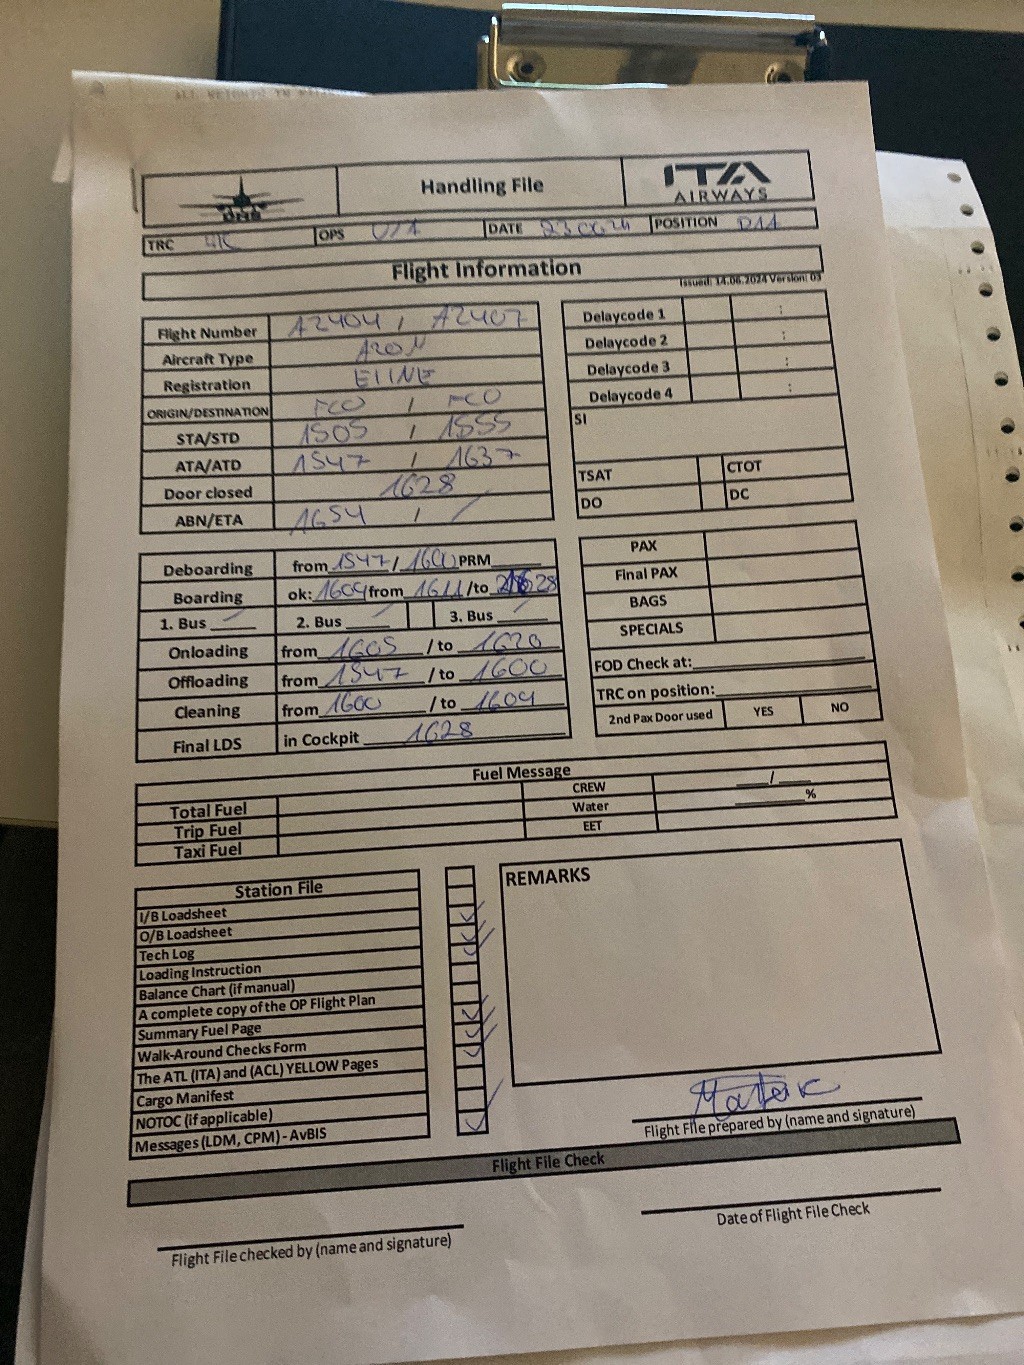 Handling File
ITA
AIRWAYS
TRC OPS DATE POSITION D11
Flight Information
Issued: 14.06.2024 Version: 03
Flight Number AZ404 / AZ407
Aircraft Type A20N
Registration EIINE
ORIGIN/DESTINATION FCO / FCO
STA/STD 1505 / 1555
ATA/ATD 1547 / 1637
Door closed 1628
ABN/ETA 1654 /
Delaycode 1 :
Delaycode 2 :
Delaycode 3 :
Delaycode 4 :
SI
TSAT CTOT
DO DC
Deboarding from 1547 / 1600 PRM
Boarding ok: 1609 from 1611 /to 1628
1. Bus 2. Bus 3. Bus
Onloading from 1605 / to 1620
Offloading from 1547 / to 1600
Cleaning from 1600 / to 1609
Final LDS in Cockpit 1628
PAX
Final PAX
BAGS
SPECIALS
FOD Check at:
TRC on position:
2nd Pax Door used YES NO
Fuel Message
Total Fuel CREW /
Trip Fuel Water %
Taxi Fuel EET
Station File
I/B Loadsheet
O/B Loadsheet
Tech Log
Loading Instruction
Balance Chart (if manual)
A complete copy of the OP Flight Plan
Summary Fuel Page
Walk-Around Checks Form
The ATL (ITA) and (ACL) YELLOW Pages
Cargo Manifest
NOTOC (if applicable)
Messages (LDM, CPM) - AvBIS
REMARKS
Flight File prepared by (name and signature)
Flight File Check
Flight File checked by (name and signature)
Date of Flight File Check